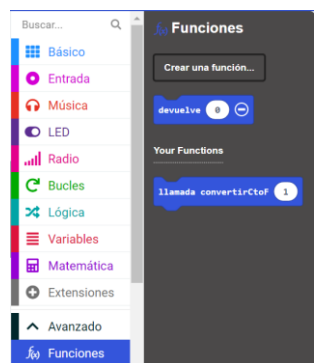 Buscar...
Básico
Entrada
Música
LED
Radio
Bucles
Lógica
Variables
Matemática
Extensiones
Avanzado
f(x) Funciones
f(x) Funciones
Crear una función...
devuelve 0
Your Functions
llamada convertirCtoF 1